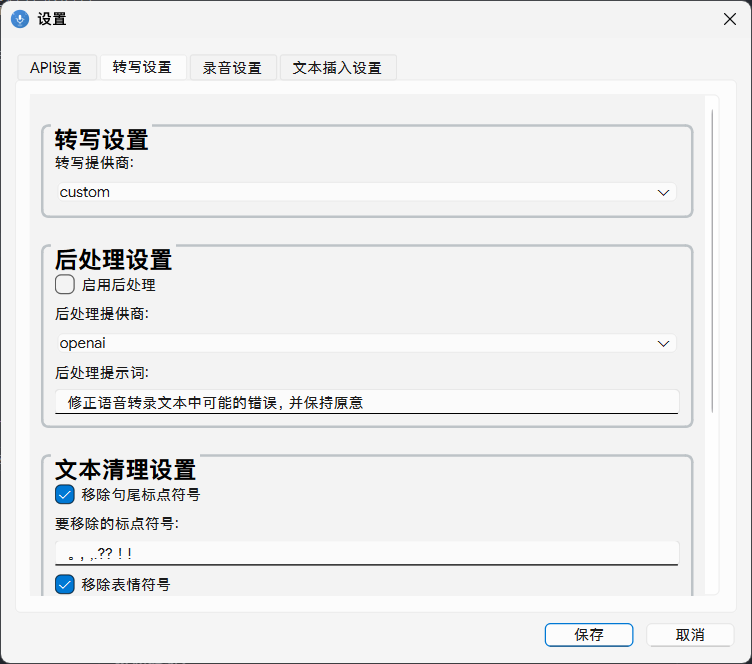 设置
API设置 转写设置 录音设置 文本插入设置
转写设置
转写提供商:
custom
后处理设置
启用后处理
后处理提供商:
openai
后处理提示词:
修正语音转录文本中可能的错误，并保持原意
文本清理设置
移除句尾标点符号
要移除的标点符号:
。，,.??！!
移除表情符号
保存 取消